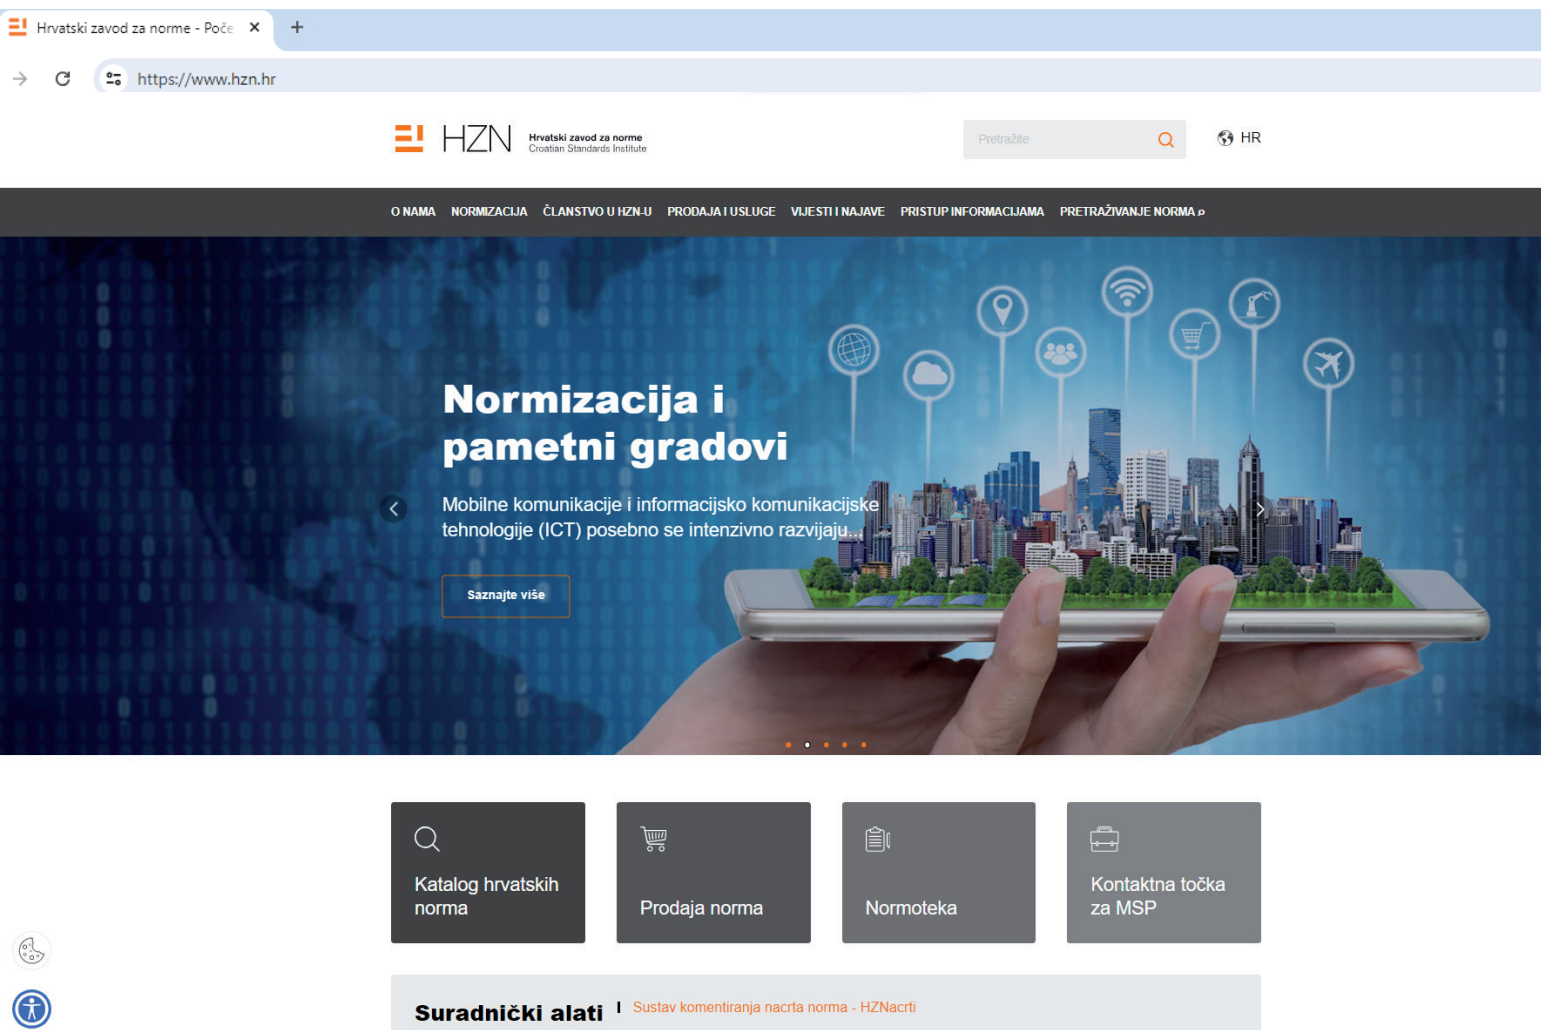 Hrvatski zavod za norme - Poče
https://www.hzn.hr
HZN
Hrvatski zavod za norme
Croatian Standards Institute
Pretražite
HR
O NAMA NORMIZACIJA ČLANSTVO U HZN-U PRODAJA I USLUGE VIJESTI I NAJAVE PRISTUP INFORMACIJAMA PRETRAŽIVANJE NORMA
Normizacija i
pametni gradovi
Mobilne komunikacije i informacijsko komunikacijske
tehnologije (ICT) posebno se intenzivno razvijaju...
Saznajte više
Katalog hrvatskih
norma
Prodaja norma
Normoteka
Kontaktna točka
za MSP
Suradnički alati
Sustav komentiranja nacrta norma - HZNacrti